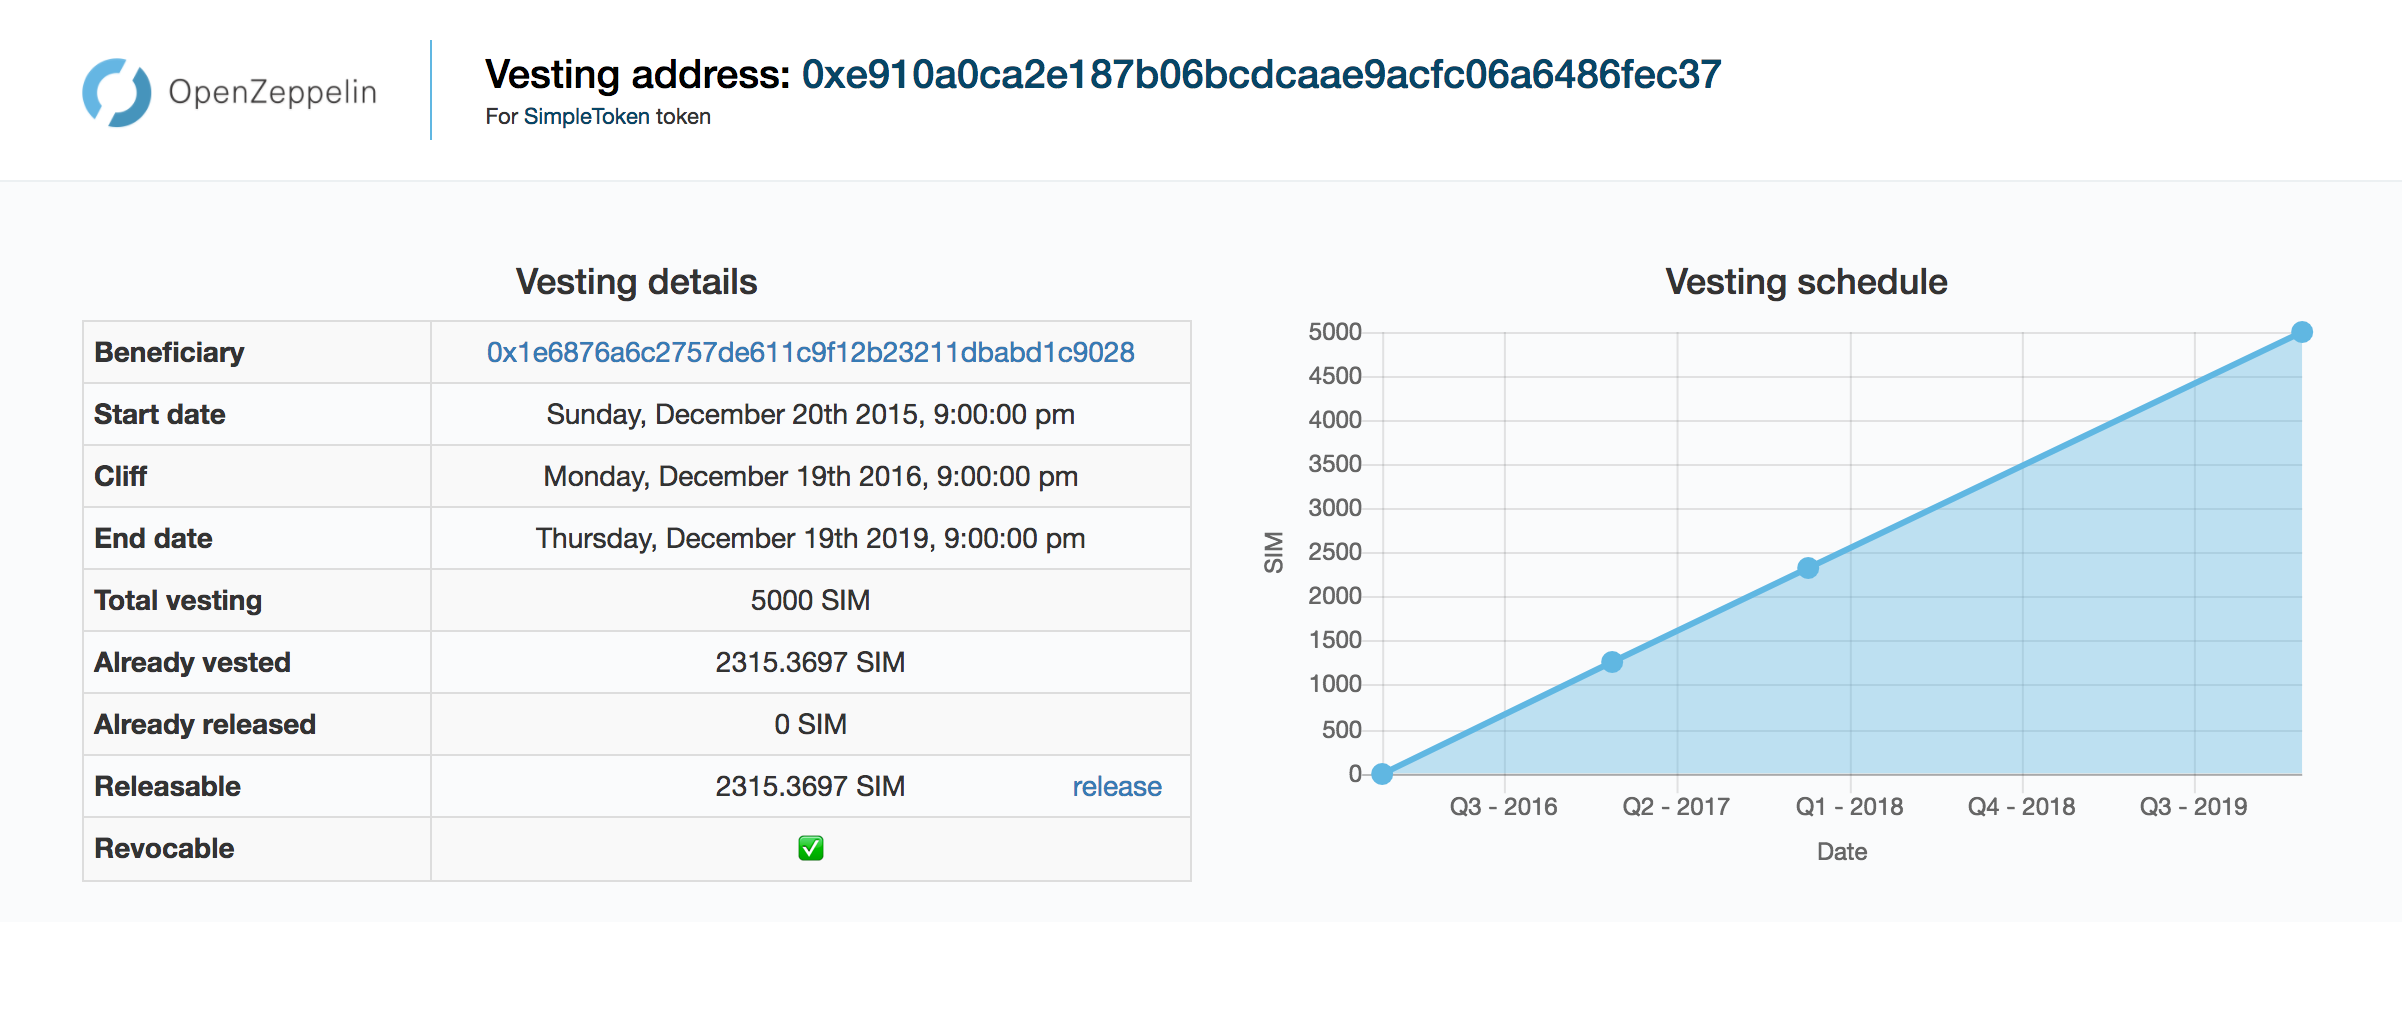 OpenZeppelin
Vesting address: 0xe910a0ca2e187b06bcdcaae9acfc06a6486fec37
For SimpleToken token
Vesting details
Beneficiary 0x1e6876a6c2757de611c9f12b23211dbabd1c9028
Start date Sunday, December 20th 2015, 9:00:00 pm
Cliff Monday, December 19th 2016, 9:00:00 pm
End date Thursday, December 19th 2019, 9:00:00 pm
Total vesting 5000 SIM
Already vested 2315.3697 SIM
Already released 0 SIM
Releasable 2315.3697 SIM release
Revocable
Vesting schedule
5000
4500
4000
3500
3000
2500
2000
1500
1000
500
0
SIM
Q3 - 2016 Q2 - 2017 Q1 - 2018 Q4 - 2018 Q3 - 2019
Date